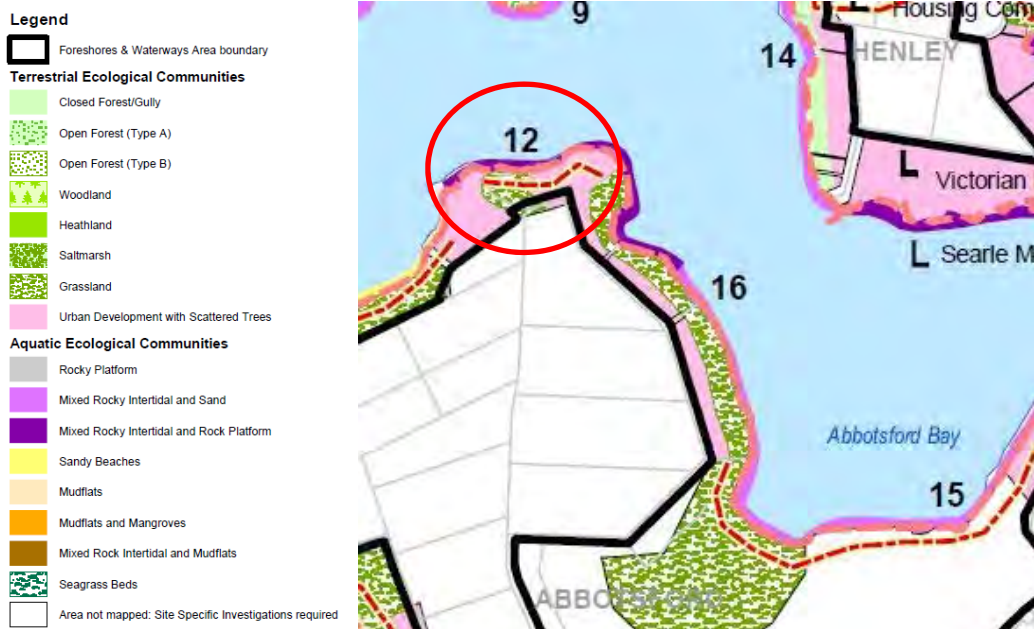 Legend
Foreshores & Waterways Area boundary
Terrestrial Ecological Communities
Closed Forest/Gully
Open Forest (Type A)
Open Forest (Type B)
Woodland
Heathland
Saltmarsh
Grassland
Urban Development with Scattered Trees
Aquatic Ecological Communities
Rocky Platform
Mixed Rocky Intertidal and Sand
Mixed Rocky Intertidal and Rock Platform
Sandy Beaches
Mudflats
Mudflats and Mangroves
Mixed Rock Intertidal and Mudflats
Seagrass Beds
Area not mapped: Site Specific Investigations required
9
L Housing Com
14
HENLEY
12
L Victorian
L Searle M
16
Abbotsford Bay
15
ABBOTSFORD